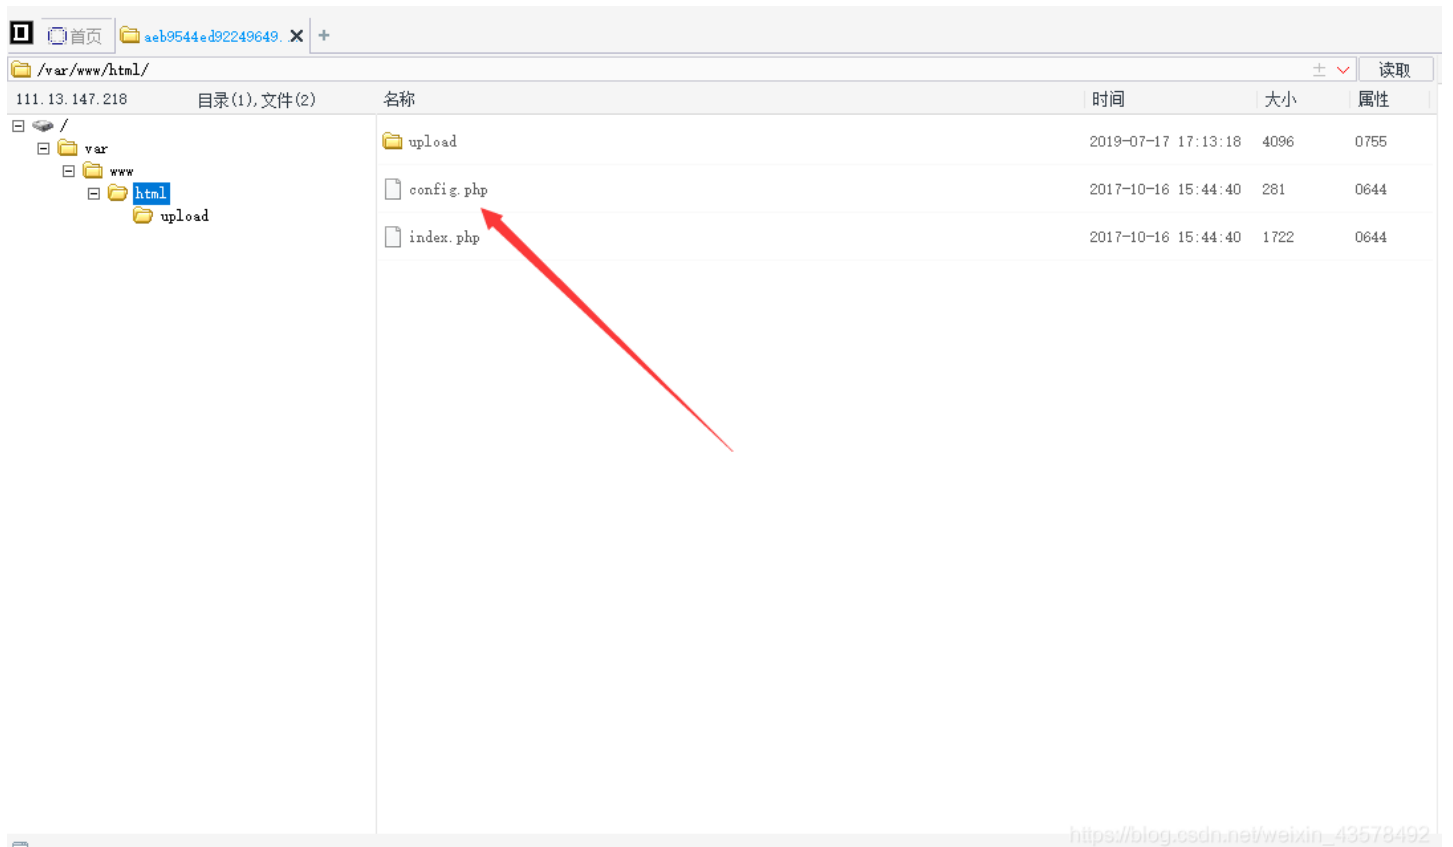 首页 aeb9544ed92249649. +
/var/www/html/ 读取
111.13.147.218 目录(1),文件(2) 名称 时间 大小 属性
/
var
www
html
upload
upload 2019-07-17 17:13:18 4096 0755
config.php 2017-10-16 15:44:40 281 0644
index.php 2017-10-16 15:44:40 1722 0644
https://blog.csdn.net/weixin_43578492